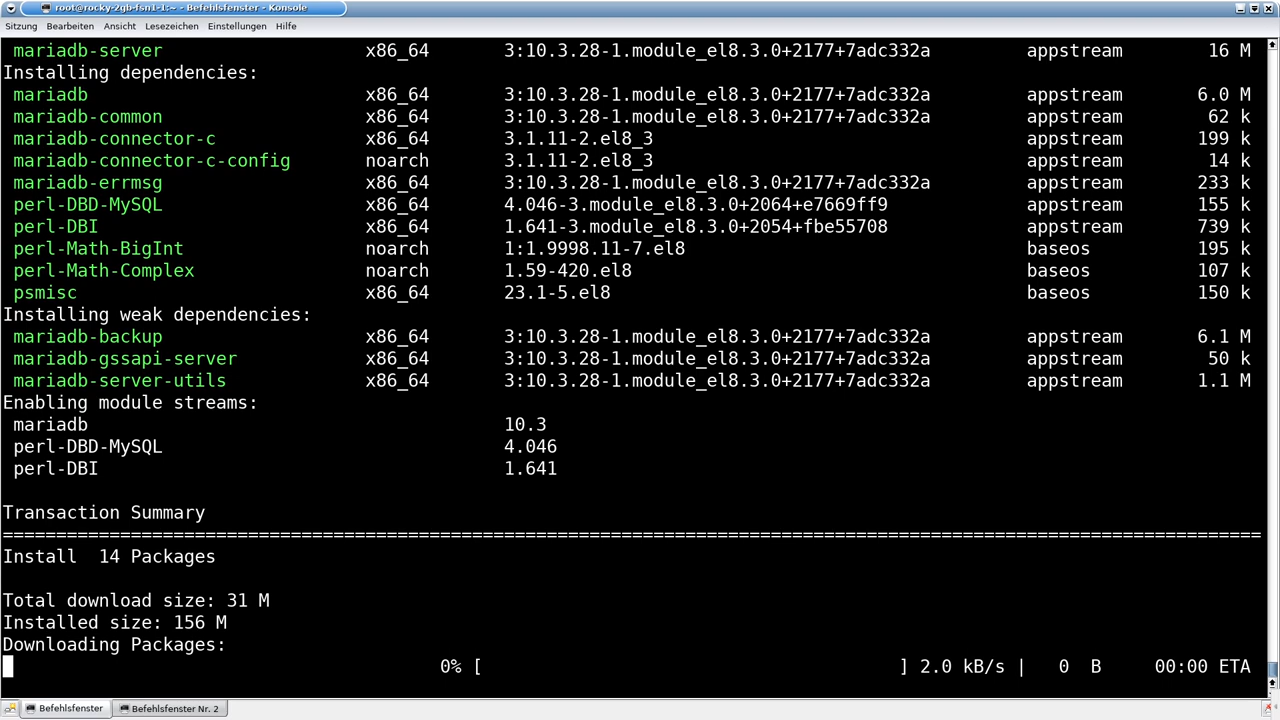 root@rocky-2gb-fsn1-1:~ - Befehlsfenster - Konsole
Sitzung Bearbeiten Ansicht Lesezeichen Einstellungen Hilfe
mariadb-server x86_64 3:10.3.28-1.module_el8.3.0+2177+7adc332a appstream 16 M
Installing dependencies:
mariadb x86_64 3:10.3.28-1.module_el8.3.0+2177+7adc332a appstream 6.0 M
mariadb-common x86_64 3:10.3.28-1.module_el8.3.0+2177+7adc332a appstream 62 k
mariadb-connector-c x86_64 3.1.11-2.el8_3 appstream 199 k
mariadb-connector-c-config noarch 3.1.11-2.el8_3 appstream 14 k
mariadb-errmsg x86_64 3:10.3.28-1.module_el8.3.0+2177+7adc332a appstream 233 k
perl-DBD-MySQL x86_64 4.046-3.module_el8.3.0+2064+e7669ff9 appstream 155 k
perl-DBI x86_64 1.641-3.module_el8.3.0+2054+fbe55708 appstream 739 k
perl-Math-BigInt noarch 1:1.9998.11-7.el8 baseos 195 k
perl-Math-Complex noarch 1.59-420.el8 baseos 107 k
psmisc x86_64 23.1-5.el8 baseos 150 k
Installing weak dependencies:
mariadb-backup x86_64 3:10.3.28-1.module_el8.3.0+2177+7adc332a appstream 6.1 M
mariadb-gssapi-server x86_64 3:10.3.28-1.module_el8.3.0+2177+7adc332a appstream 50 k
mariadb-server-utils x86_64 3:10.3.28-1.module_el8.3.0+2177+7adc332a appstream 1.1 M
Enabling module streams:
mariadb 10.3
perl-DBD-MySQL 4.046
perl-DBI 1.641
Transaction Summary
================================================================================
Install  14 Packages
Total download size: 31 M
Installed size: 156 M
Downloading Packages:
0% [ ] 2.0 kB/s | 0 B 00:00 ETA
Befehlsfenster Befehlsfenster Nr. 2